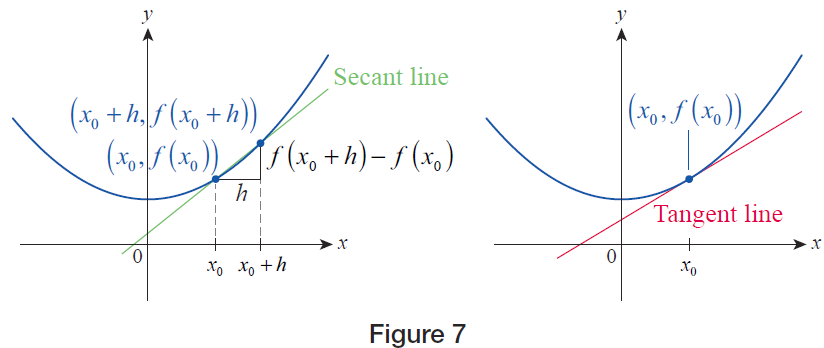 y
Secant line
(x₀ + h, f(x₀ + h))
(x₀, f(x₀))
f(x₀ + h) − f(x₀)
h
x
0
x₀
x₀ + h
y
(x₀, f(x₀))
Tangent line
x
0
x₀
Figure 7